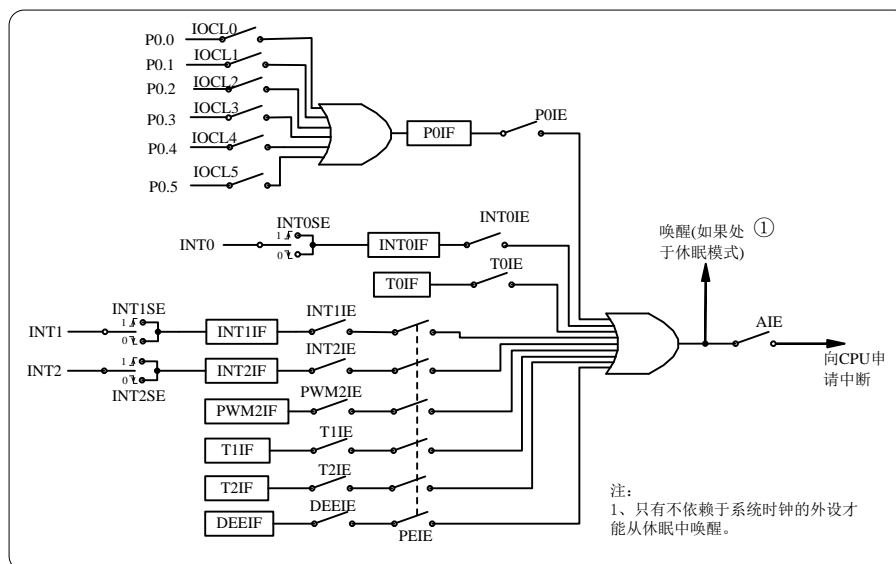 P0.0 IOCL0
P0.1 IOCL1
P0.2 IOCL2
P0.3 IOCL3
P0.4 IOCL4
P0.5 IOCL5
P0IF
P0IE
INT0
INT0SE
1
0
INT0IF
INT0IE
T0IF
T0IE
INT1
INT1SE
1
0
INT1IF
INT1IE
INT2
1
0
INT2SE
INT2IF
INT2IE
PWM2IF
PWM2IE
T1IF
T1IE
T2IF
T2IE
DEEIF
DEEIE
PEIE
唤醒(如果处 ①
于休眠模式)
AIE
向CPU申
请中断
注：
1、只有不依赖于系统时钟的外设才
能从休眠中唤醒。